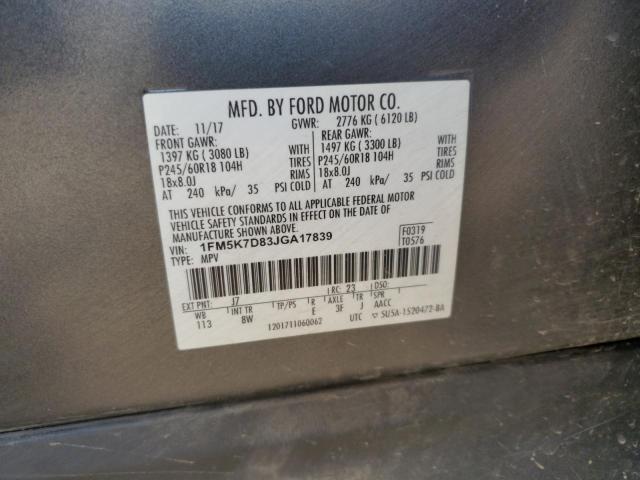 MFD. BY FORD MOTOR CO.
DATE: 11/17 GVWR: 2776 KG ( 6120 LB)
FRONT GAWR: REAR GAWR:
1397 KG ( 3080 LB) WITH 1497 KG ( 3300 LB) WITH
P245/60R18 104H TIRES P245/60R18 104H TIRES
18x8.0J RIMS 18x8.0J RIMS
AT 240 kPa/ 35 PSI COLD AT 240 kPa/ 35 PSI COLD
THIS VEHICLE CONFORMS TO ALL APPLICABLE FEDERAL MOTOR
VEHICLE SAFETY STANDARDS IN EFFECT ON THE DATE OF
MANUFACTURE SHOWN ABOVE.
VIN: 1FM5K7D83JGA17839 F0319
TYPE: MPV T0576
EXT PNT: J7 RC: 23 DSO:
WB INT TR TP/PS R AXLE TR SPR
113 8W E 3F J AACC
1201711060062 UTC ▽ 5U5A-1520472-BA